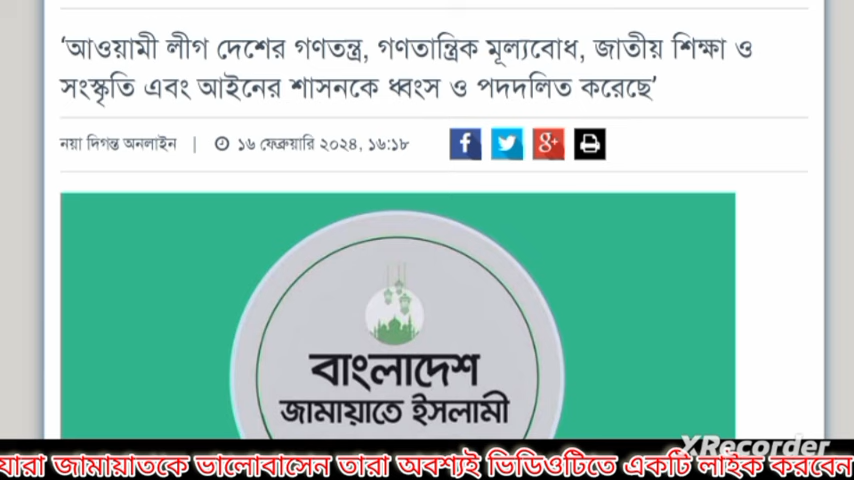 ‘আওয়ামী লীগ দেশের গণতন্ত্র, গণতান্ত্রিক মূল্যবোধ, জাতীয় শিক্ষা ও
সংস্কৃতি এবং আইনের শাসনকে ধ্বংস ও পদদলিত করেছে’
নয়া দিগন্ত অনলাইন | ১৬ ফেব্রুয়ারি ২০২৪, ১৬:১৮
বাংলাদেশ
জামায়াতে ইসলামী
XRecorder
যারা জামায়াতকে ভালোবাসেন তারা অবশ্যই ভিডিওটিতে একটি লাইক করবেন